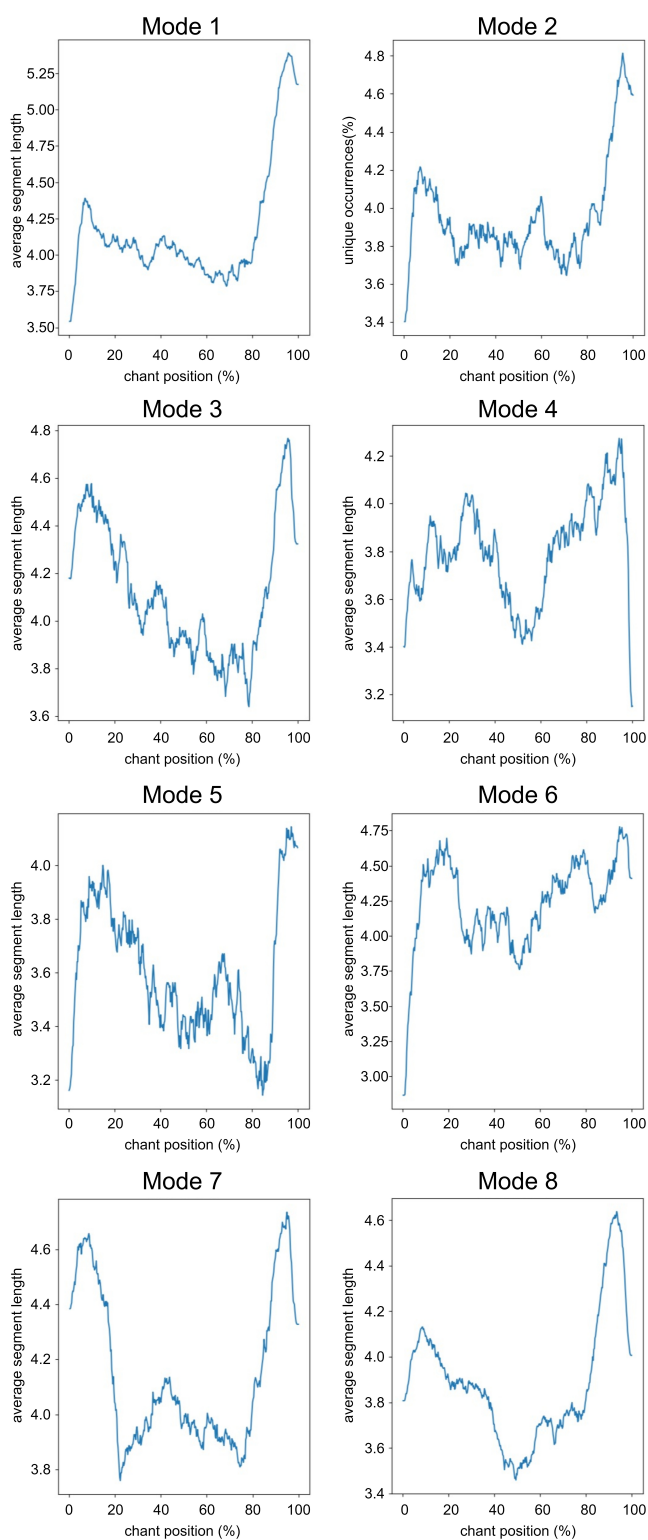 Mode 1
average segment length
5.25
5.00
4.75
4.50
4.25
4.00
3.75
3.50
0 20 40 60 80 100
chant position (%)
Mode 2
unique occurrences(%)
4.8
4.6
4.4
4.2
4.0
3.8
3.6
3.4
0 20 40 60 80 100
chant position (%)
Mode 3
average segment length
4.8
4.6
4.4
4.2
4.0
3.8
3.6
0 20 40 60 80 100
chant position (%)
Mode 4
average segment length
4.2
4.0
3.8
3.6
3.4
3.2
0 20 40 60 80 100
chant position (%)
Mode 5
average segment length
4.0
3.8
3.6
3.4
3.2
0 20 40 60 80 100
chant position (%)
Mode 6
average segment length
4.75
4.50
4.25
4.00
3.75
3.50
3.25
3.00
0 20 40 60 80 100
chant position (%)
Mode 7
average segment length
4.6
4.4
4.2
4.0
3.8
0 20 40 60 80 100
chant position (%)
Mode 8
average segment length
4.6
4.4
4.2
4.0
3.8
3.6
3.4
0 20 40 60 80 100
chant position (%)